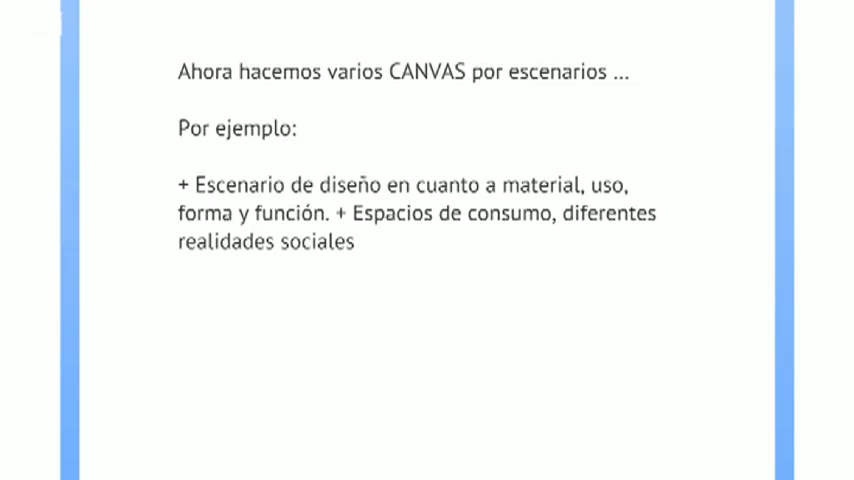 Ahora hacemos varios CANVAS por escenarios ...
Por ejemplo:
+ Escenario de diseño en cuanto a material, uso,
forma y función. + Espacios de consumo, diferentes
realidades sociales